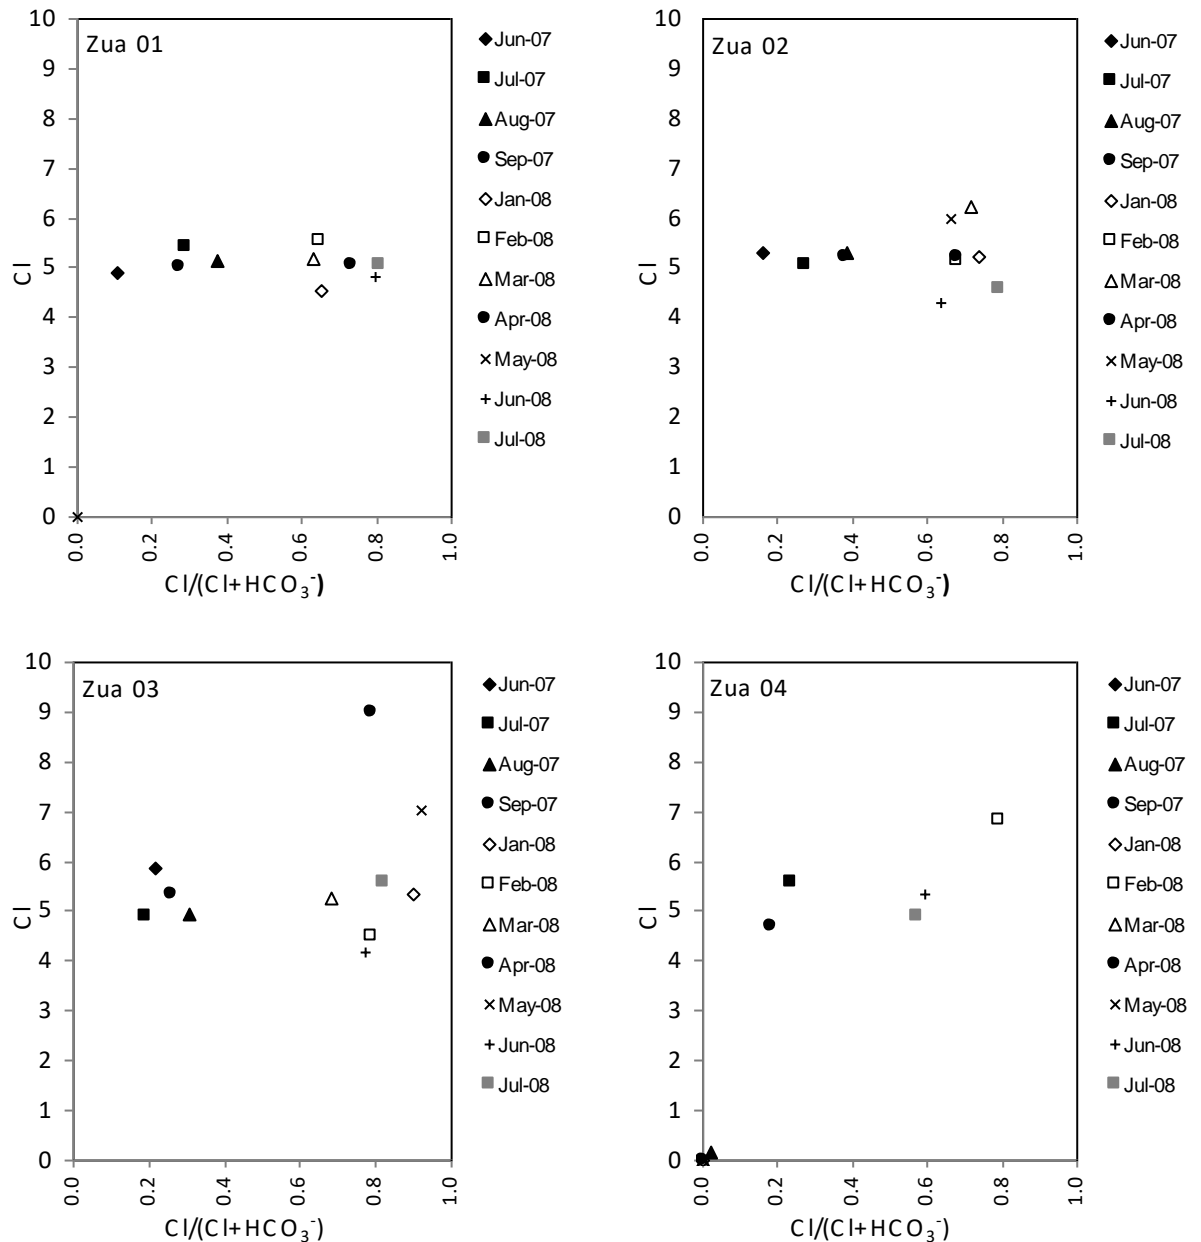 Zua 01
10
9
8
7
6
5
4
3
2
1
0
Cl
0.0 0.2 0.4 0.6 0.8 1.0
Cl/(Cl+HCO₃⁻)
Jun-07
Jul-07
Aug-07
Sep-07
Jan-08
Feb-08
Mar-08
Apr-08
May-08
Jun-08
Jul-08
Zua 02
10
9
8
7
6
5
4
3
2
1
0
Cl
0.0 0.2 0.4 0.6 0.8 1.0
Cl/(Cl+HCO₃⁻)
Jun-07
Jul-07
Aug-07
Sep-07
Jan-08
Feb-08
Mar-08
Apr-08
May-08
Jun-08
Jul-08
Zua 03
10
9
8
7
6
5
4
3
2
1
0
Cl
0.0 0.2 0.4 0.6 0.8 1.0
Cl/(Cl+HCO₃⁻)
Jun-07
Jul-07
Aug-07
Sep-07
Jan-08
Feb-08
Mar-08
Apr-08
May-08
Jun-08
Jul-08
Zua 04
10
9
8
7
6
5
4
3
2
1
0
Cl
0.0 0.2 0.4 0.6 0.8 1.0
Cl/(Cl+HCO₃⁻)
Jun-07
Jul-07
Aug-07
Sep-07
Jan-08
Feb-08
Mar-08
Apr-08
May-08
Jun-08
Jul-08